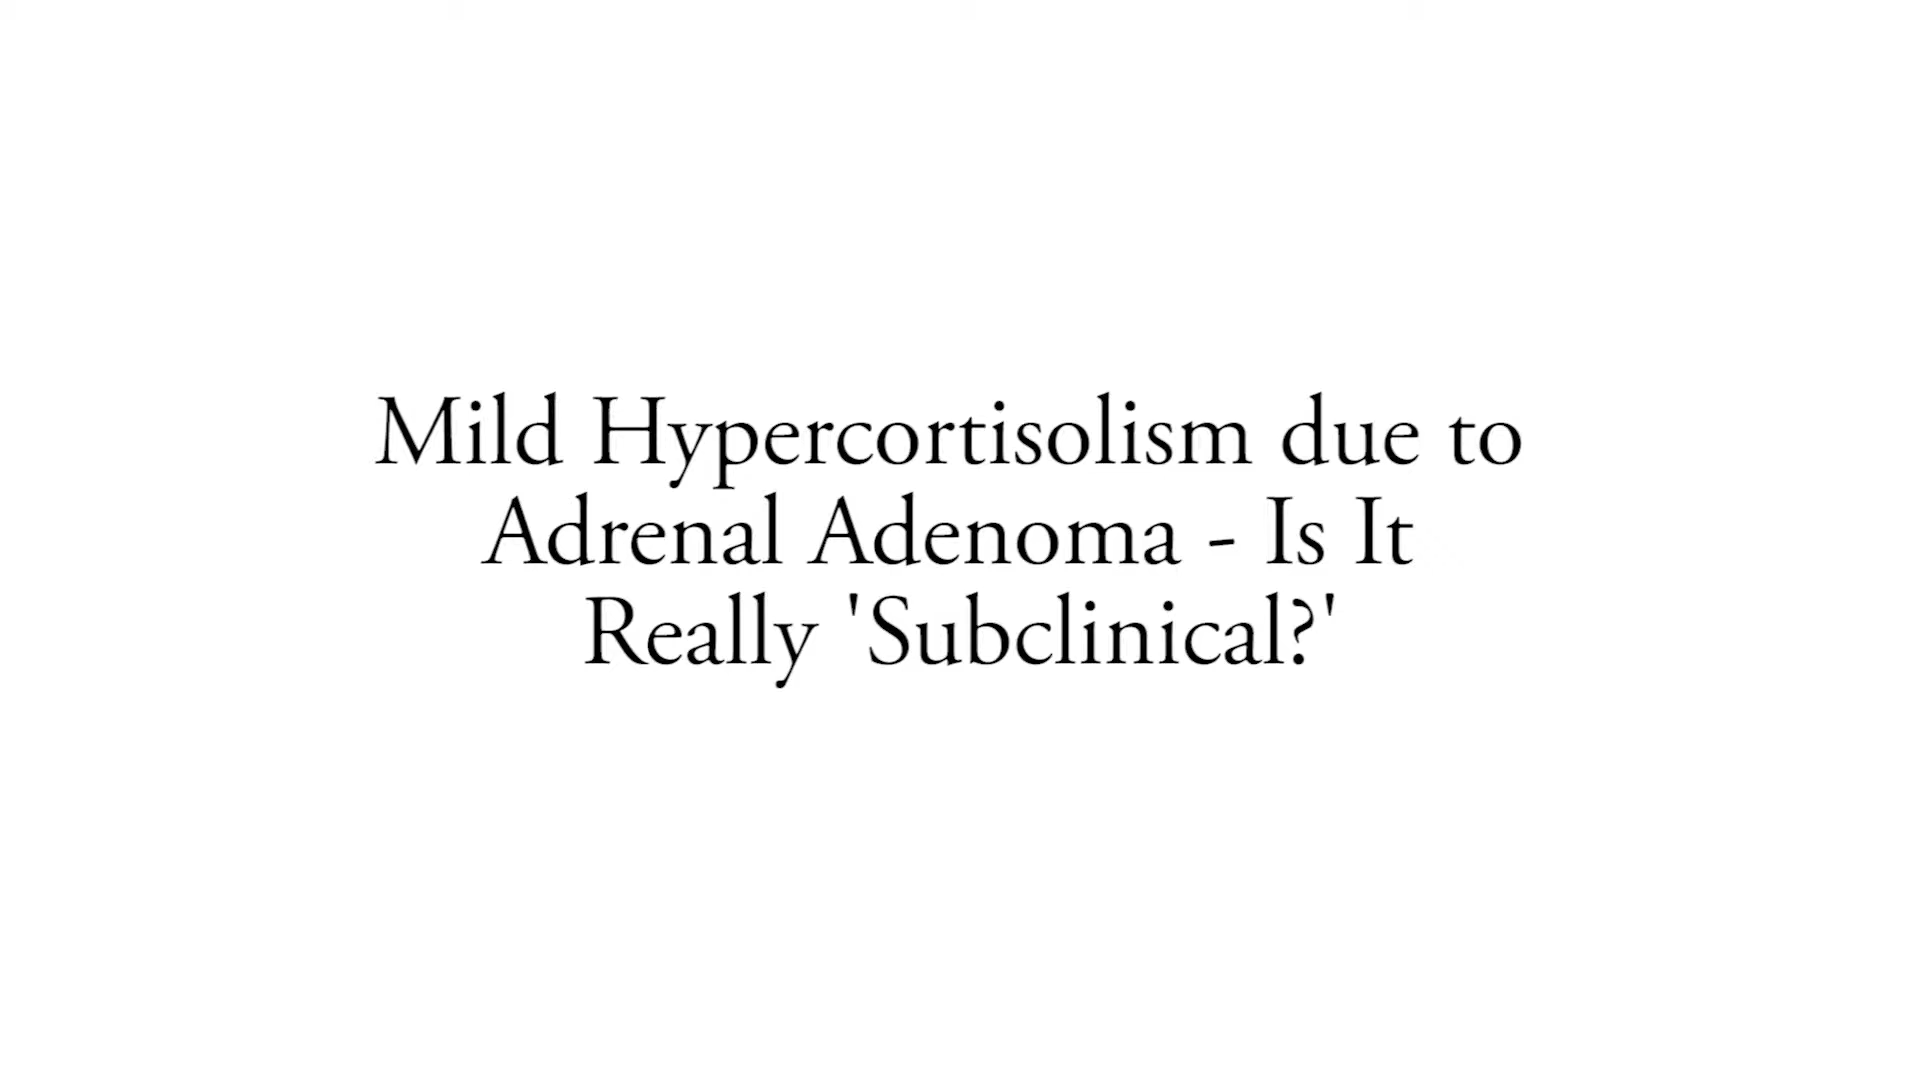 Mild Hypercortisolism due to
Adrenal Adenoma - Is It
Really 'Subclinical?'